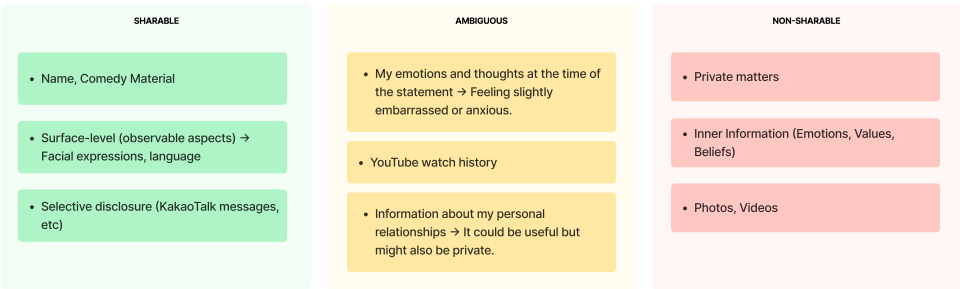 SHARABLE
• Name, Comedy Material
• Surface-level (observable aspects) →
Facial expressions, language
• Selective disclosure (KakaoTalk messages,
etc)
AMBIGUOUS
• My emotions and thoughts at the time of
the statement → Feeling slightly
embarrassed or anxious.
• YouTube watch history
• Information about my personal
relationships → It could be useful but
might also be private.
NON-SHARABLE
• Private matters
• Inner Information (Emotions, Values,
Beliefs)
• Photos, Videos